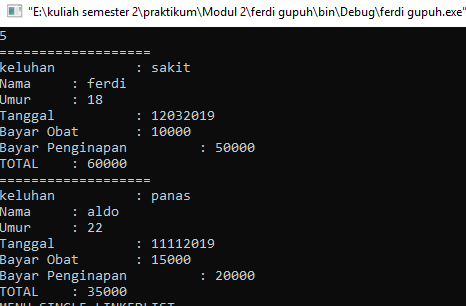 "E:\kuliah semester 2\praktikum\Modul 2\ferdi gupuh\bin\Debug\ferdi gupuh.exe"
5
===================
keluhan : sakit
Nama : ferdi
Umur : 18
Tanggal : 12032019
Bayar Obat : 10000
Bayar Penginapan : 50000
TOTAL : 60000
===================
keluhan : panas
Nama : aldo
Umur : 22
Tanggal : 11112019
Bayar Obat : 15000
Bayar Penginapan : 20000
TOTAL : 35000
MENU SINGLE LINKEDLIST